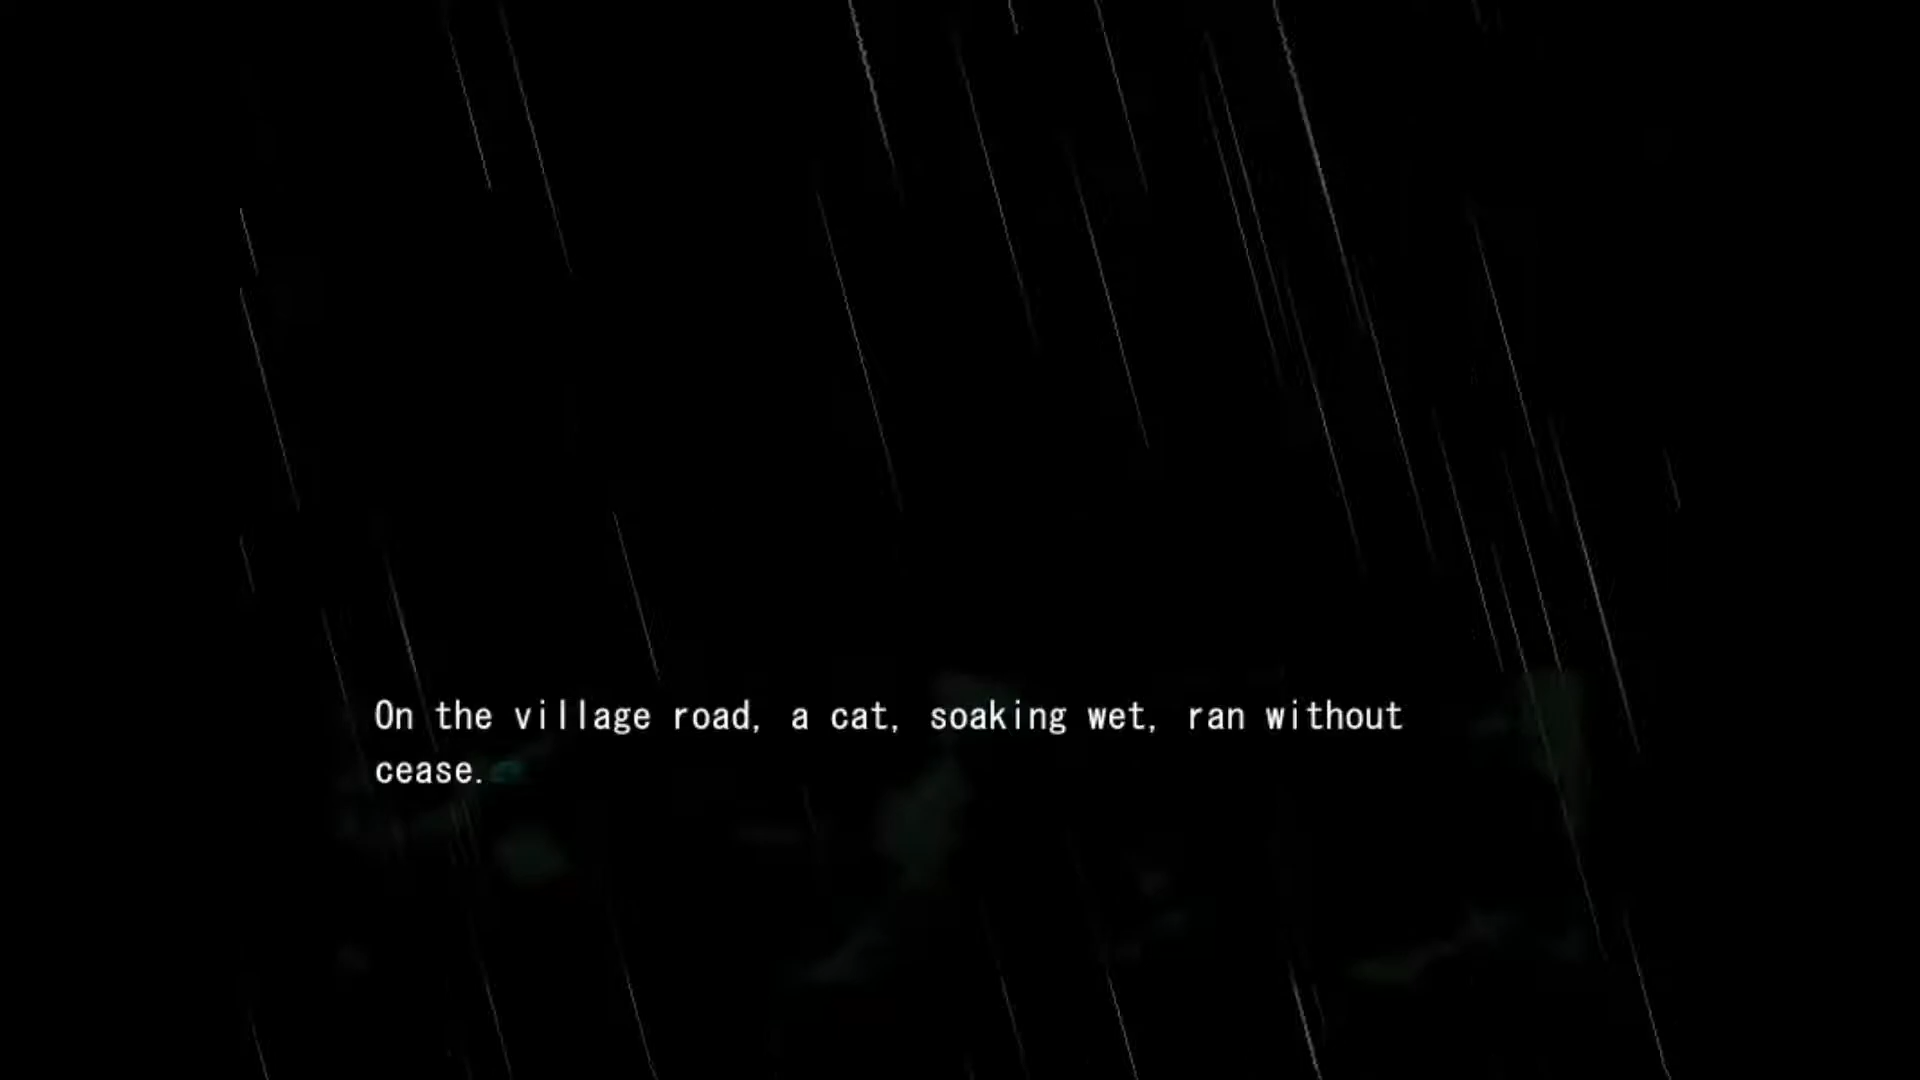 On the village road, a cat, soaking wet, ran without
cease.